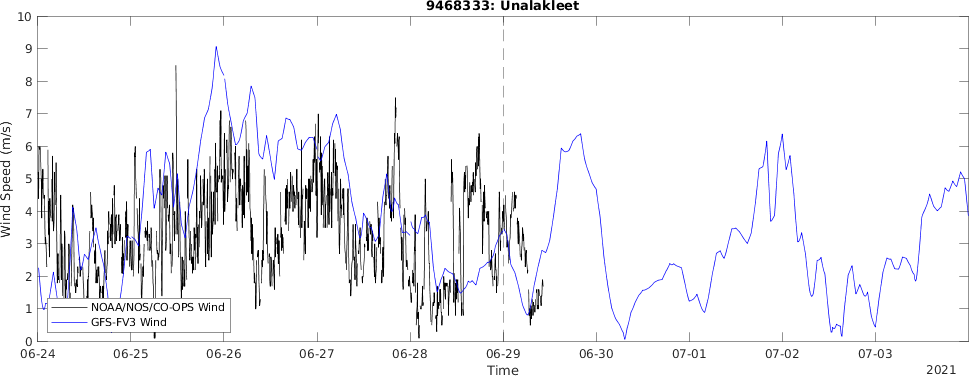 9468333: Unalakleet
10
9
8
7
6
5
4
3
2
1
0
Wind Speed (m/s)
NOAA/NOS/CO-OPS Wind
GFS-FV3 Wind
06-24 06-25 06-26 06-27 06-28 06-29 06-30 07-01 07-02 07-03
Time
2021